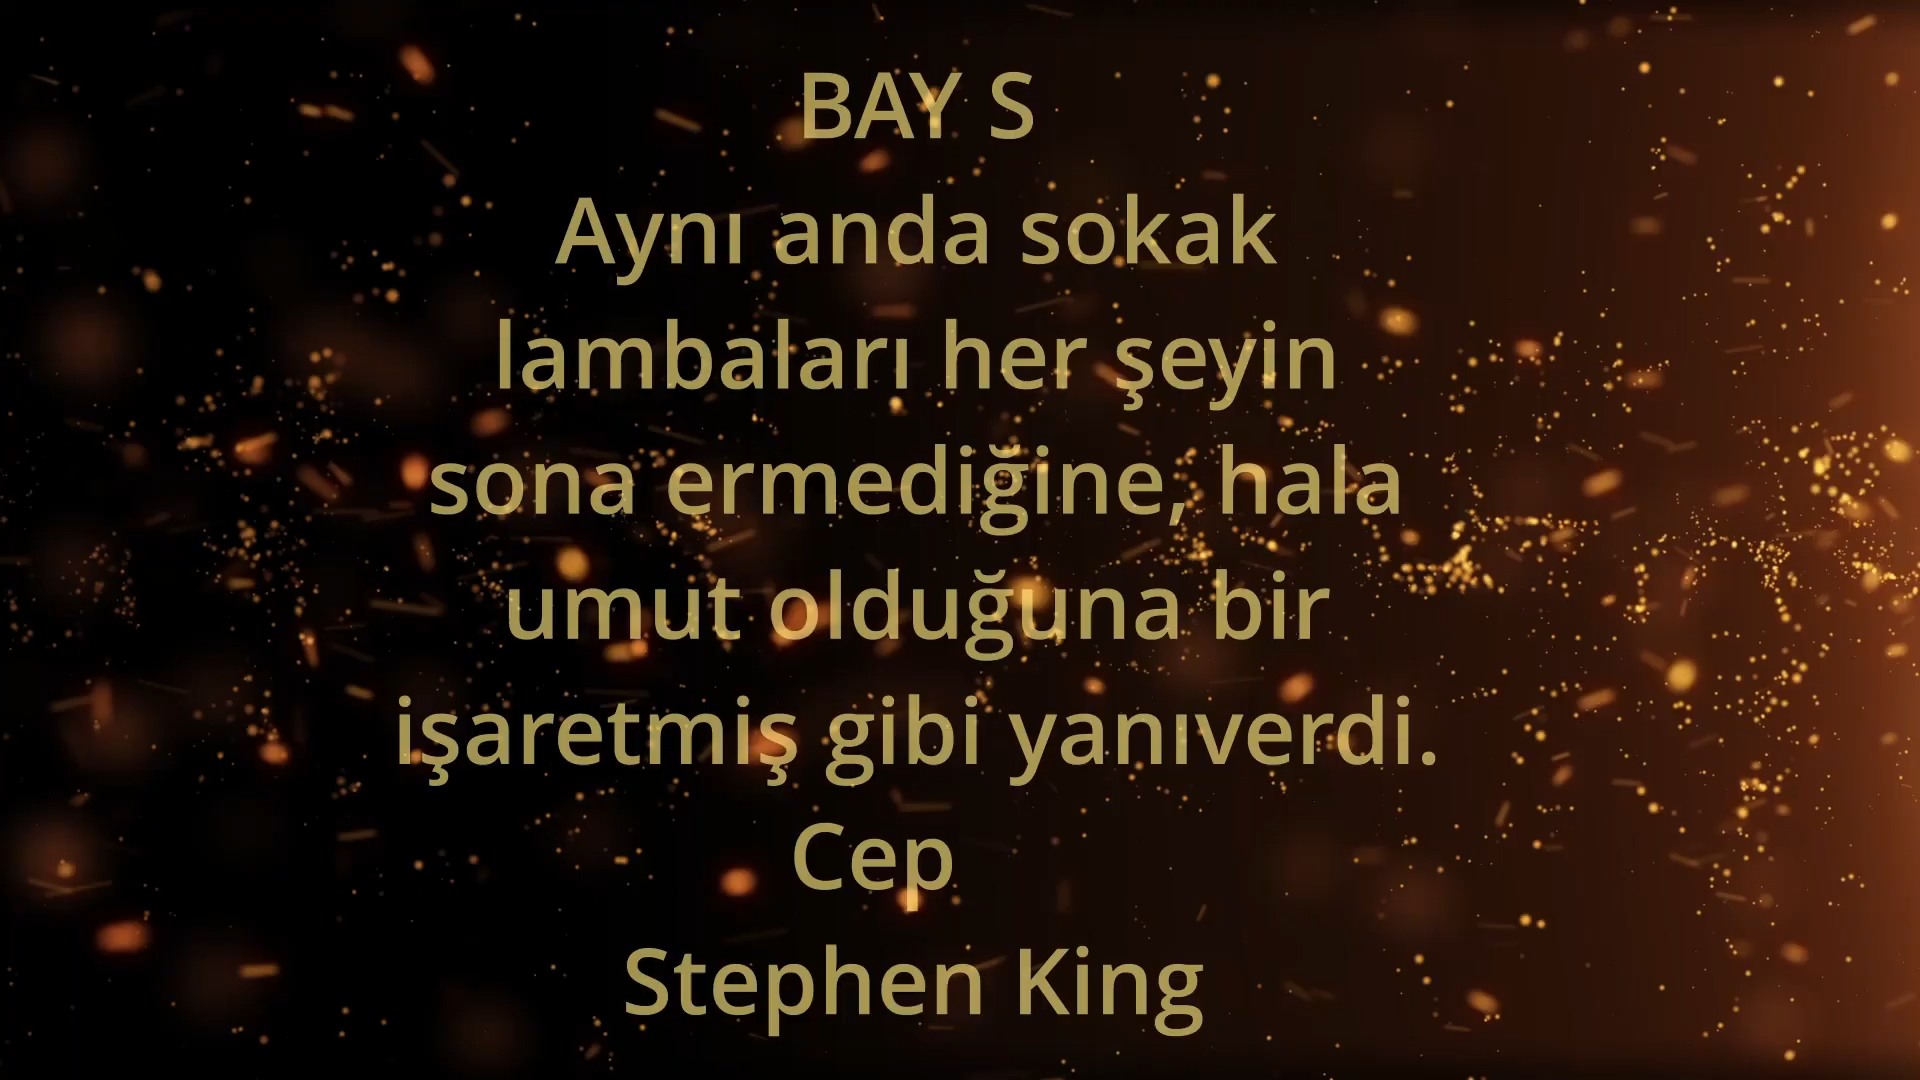 BAY S
Aynı anda sokak
lambaları her şeyin
sona ermediğine, hala
umut olduğuna bir
işaretmiş gibi yanıverdi.
Cep
Stephen King